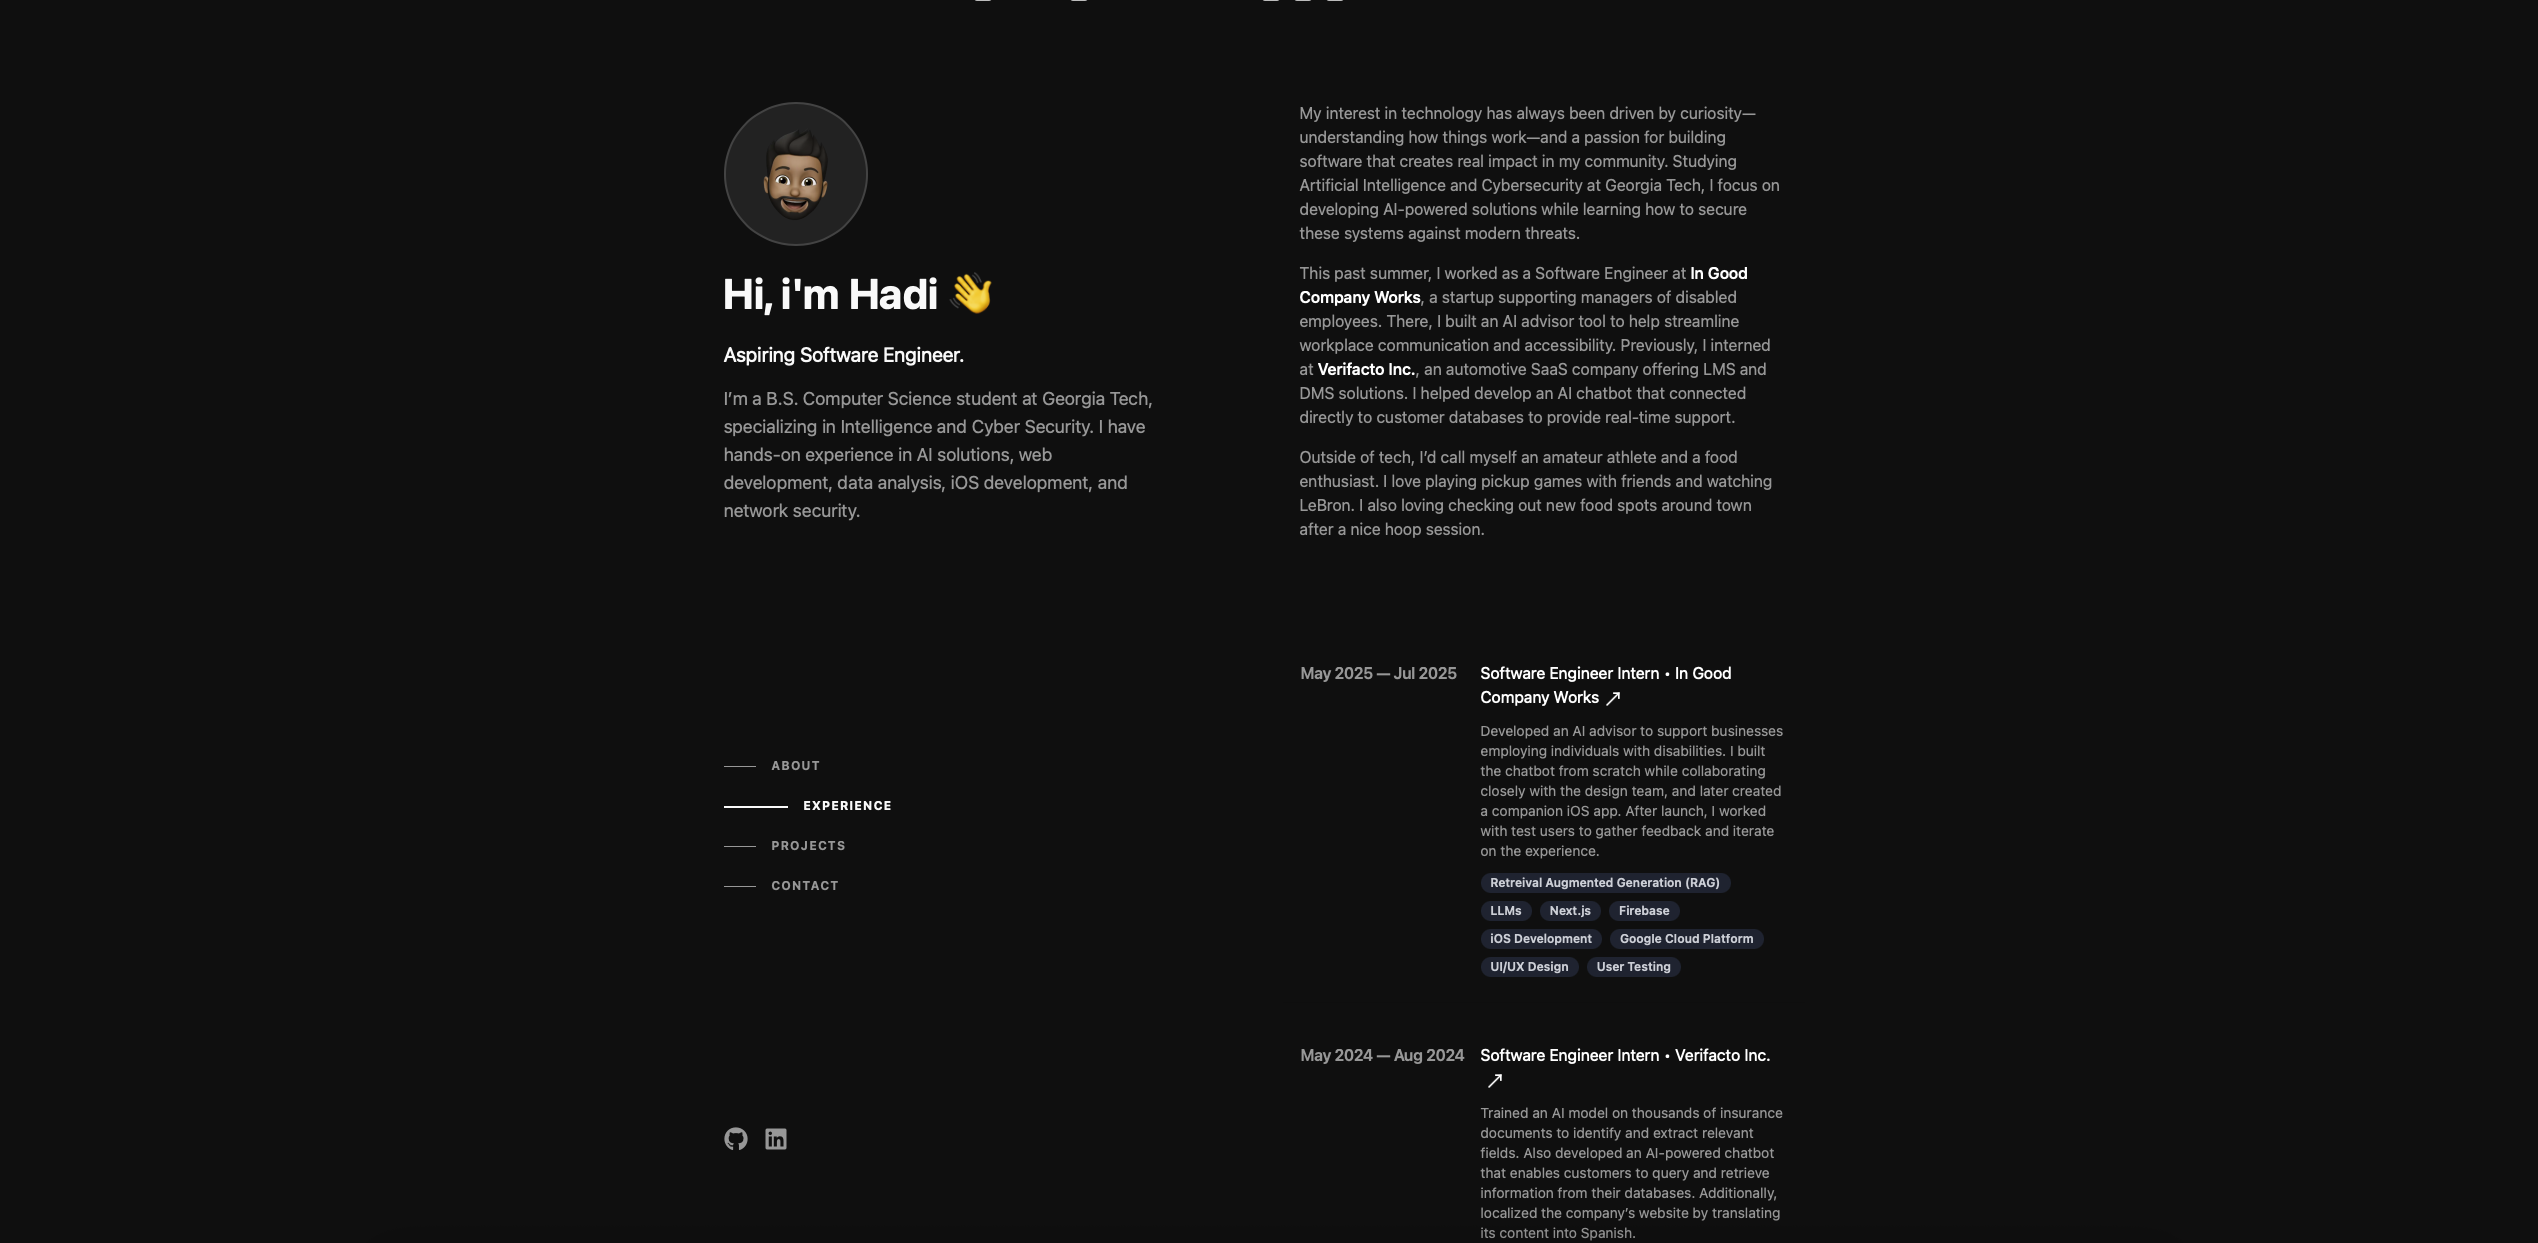 Hi, i'm Hadi 👋
Aspiring Software Engineer.
I’m a B.S. Computer Science student at Georgia Tech,
specializing in Intelligence and Cyber Security. I have
hands-on experience in AI solutions, web
development, data analysis, iOS development, and
network security.
ABOUT
EXPERIENCE
PROJECTS
CONTACT
My interest in technology has always been driven by curiosity—
understanding how things work—and a passion for building
software that creates real impact in my community. Studying
Artificial Intelligence and Cybersecurity at Georgia Tech, I focus on
developing AI-powered solutions while learning how to secure
these systems against modern threats.
This past summer, I worked as a Software Engineer at In Good
Company Works, a startup supporting managers of disabled
employees. There, I built an AI advisor tool to help streamline
workplace communication and accessibility. Previously, I interned
at Verifacto Inc., an automotive SaaS company offering LMS and
DMS solutions. I helped develop an AI chatbot that connected
directly to customer databases to provide real-time support.
Outside of tech, I’d call myself an amateur athlete and a food
enthusiast. I love playing pickup games with friends and watching
LeBron. I also loving checking out new food spots around town
after a nice hoop session.
May 2025 — Jul 2025
Software Engineer Intern • In Good
Company Works ↗
Developed an AI advisor to support businesses
employing individuals with disabilities. I built
the chatbot from scratch while collaborating
closely with the design team, and later created
a companion iOS app. After launch, I worked
with test users to gather feedback and iterate
on the experience.
Retreival Augmented Generation (RAG)
LLMs Next.js Firebase
iOS Development Google Cloud Platform
UI/UX Design User Testing
May 2024 — Aug 2024
Software Engineer Intern • Verifacto Inc.
↗
Trained an AI model on thousands of insurance
documents to identify and extract relevant
fields. Also developed an AI-powered chatbot
that enables customers to query and retrieve
information from their databases. Additionally,
localized the company’s website by translating
its content into Spanish.
in